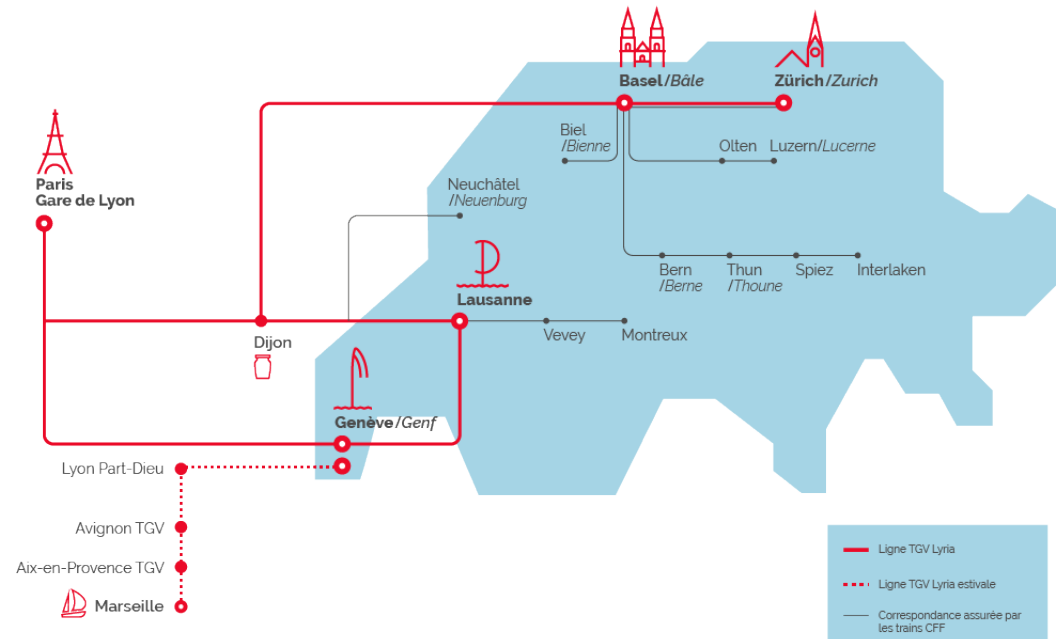 Basel/Bâle
Zürich/Zurich
Biel
/Bienne
Olten
Luzern/Lucerne
Paris
Gare de Lyon
Neuchâtel
/Neuenburg
Bern
/Berne
Thun
/Thoune
Spiez
Interlaken
Lausanne
Vevey
Montreux
Dijon
Genève/Genf
Lyon Part-Dieu
Avignon TGV
Aix-en-Provence TGV
Marseille
Ligne TGV Lyria
Ligne TGV Lyria estivale
Correspondance assurée par
les trains CFF